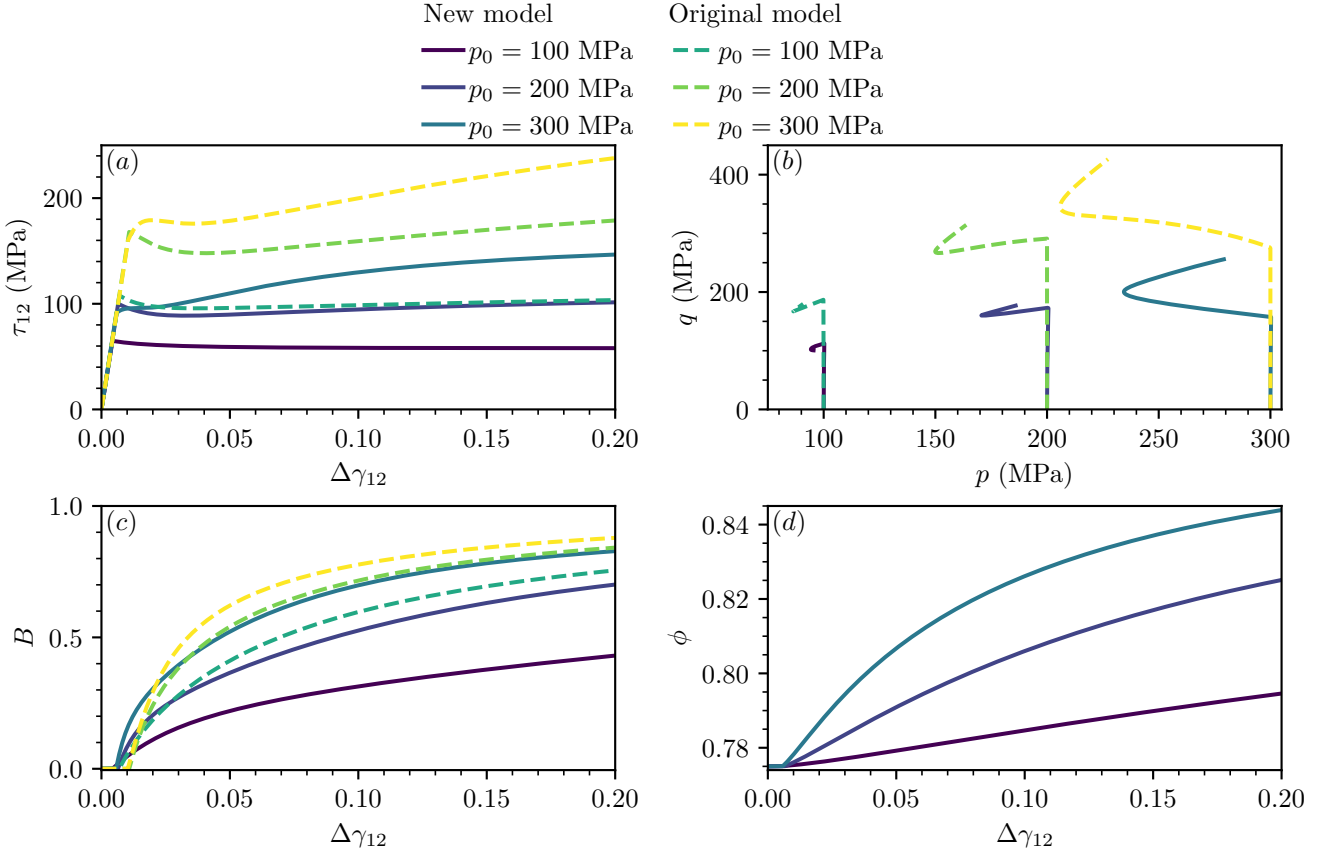 New model Original model
p₀ = 100 MPa p₀ = 100 MPa
p₀ = 200 MPa p₀ = 200 MPa
p₀ = 300 MPa p₀ = 300 MPa
(a)
τ₁₂ (MPa)
200
100
0
0.00 0.05 0.10 0.15 0.20
Δγ₁₂
(b)
q (MPa)
400
200
0
100 150 200 250 300
p (MPa)
(c)
B
1.0
0.5
0.0
0.00 0.05 0.10 0.15 0.20
Δγ₁₂
(d)
ϕ
0.84
0.82
0.80
0.78
0.00 0.05 0.10 0.15 0.20
Δγ₁₂